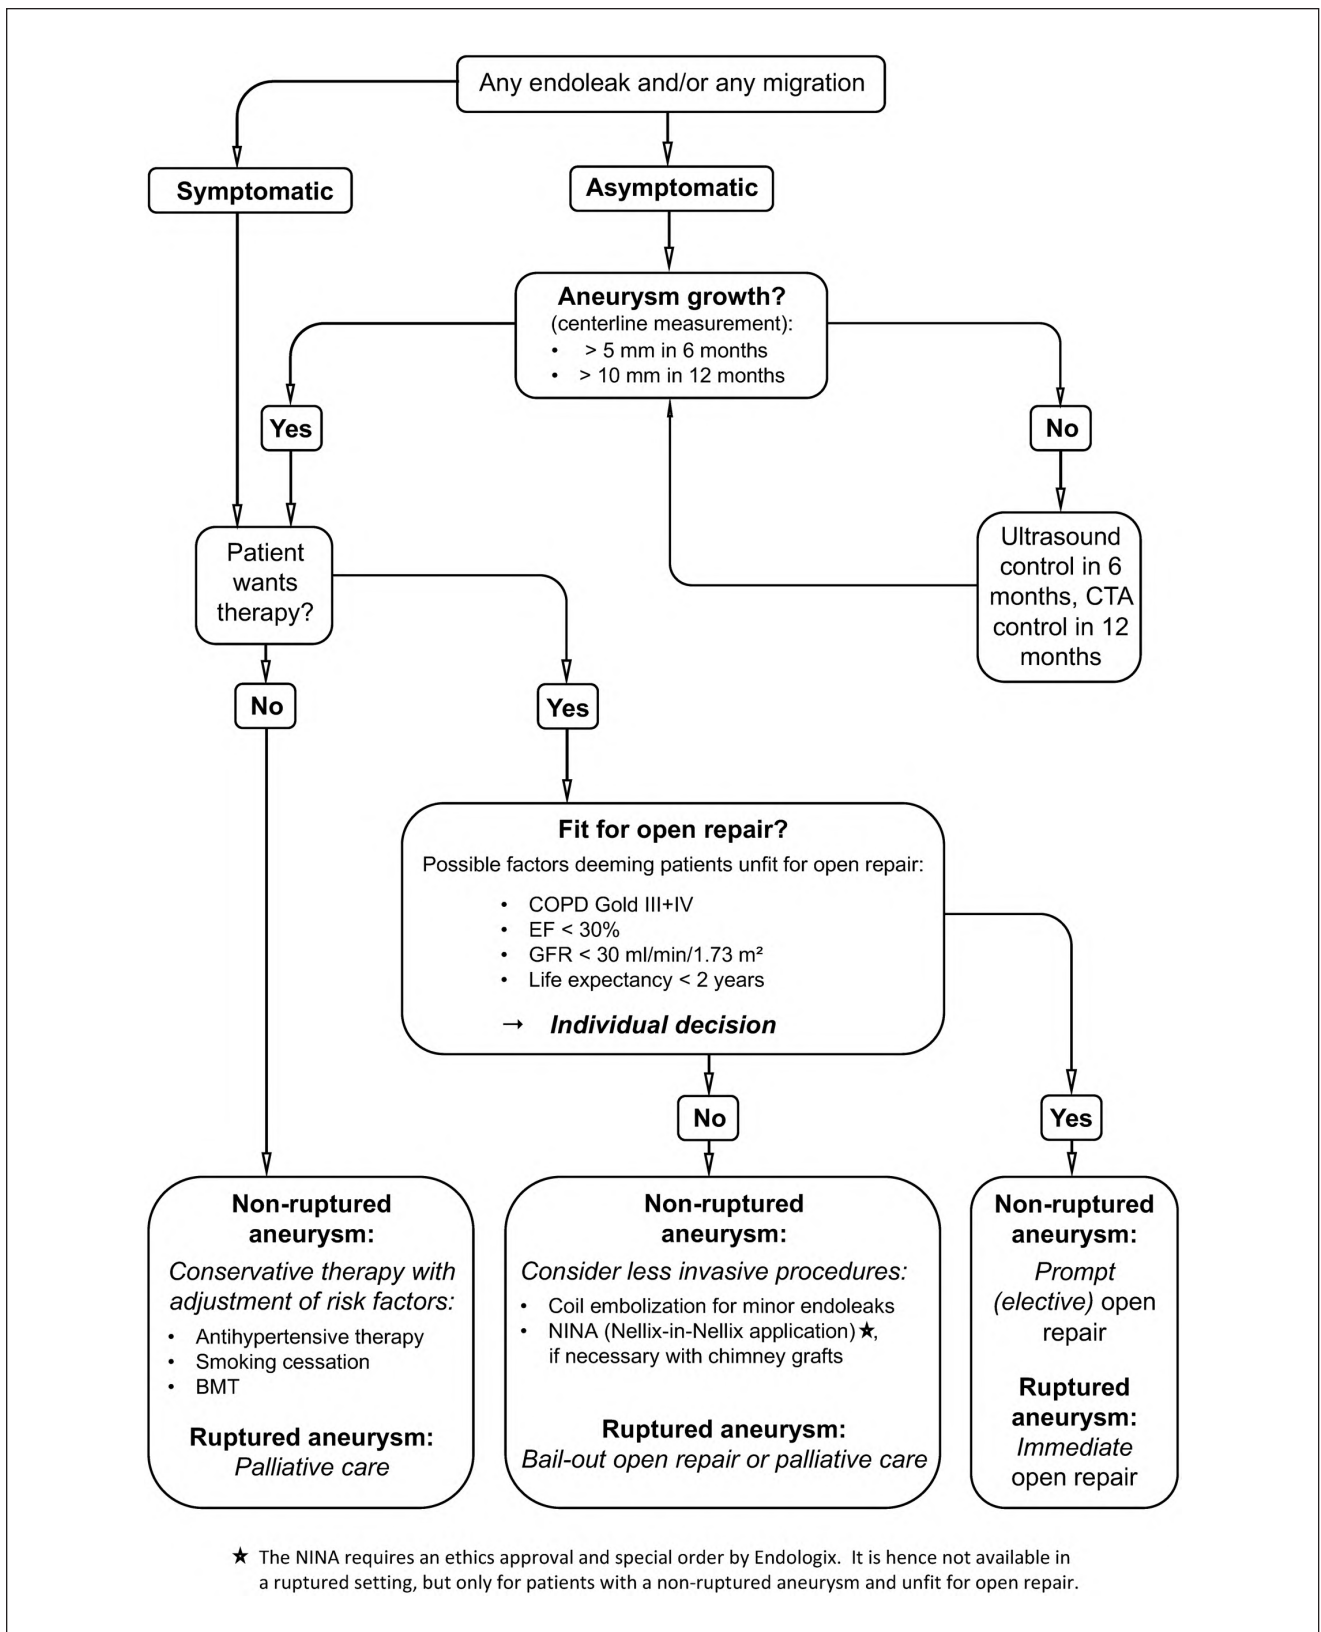 Any endoleak and/or any migration
Symptomatic
Asymptomatic
Aneurysm growth?
(centerline measurement):
• > 5 mm in 6 months
• > 10 mm in 12 months
Yes
No
Ultrasound
control in 6
months, CTA
control in 12
months
Patient
wants
therapy?
No
Yes
Fit for open repair?
Possible factors deeming patients unfit for open repair:
• COPD Gold III+IV
• EF < 30%
• GFR < 30 ml/min/1.73 m²
• Life expectancy < 2 years
→ Individual decision
No
Yes
Non-ruptured
aneurysm:
Conservative therapy with
adjustment of risk factors:
• Antihypertensive therapy
• Smoking cessation
• BMT
Ruptured aneurysm:
Palliative care
Non-ruptured
aneurysm:
Consider less invasive procedures:
• Coil embolization for minor endoleaks
• NINA (Nellix-in-Nellix application)★,
if necessary with chimney grafts
Ruptured aneurysm:
Bail-out open repair or palliative care
Non-ruptured
aneurysm:
Prompt
(elective) open
repair
Ruptured
aneurysm:
Immediate
open repair
★ The NINA requires an ethics approval and special order by Endologix. It is hence not available in
a ruptured setting, but only for patients with a non-ruptured aneurysm and unfit for open repair.